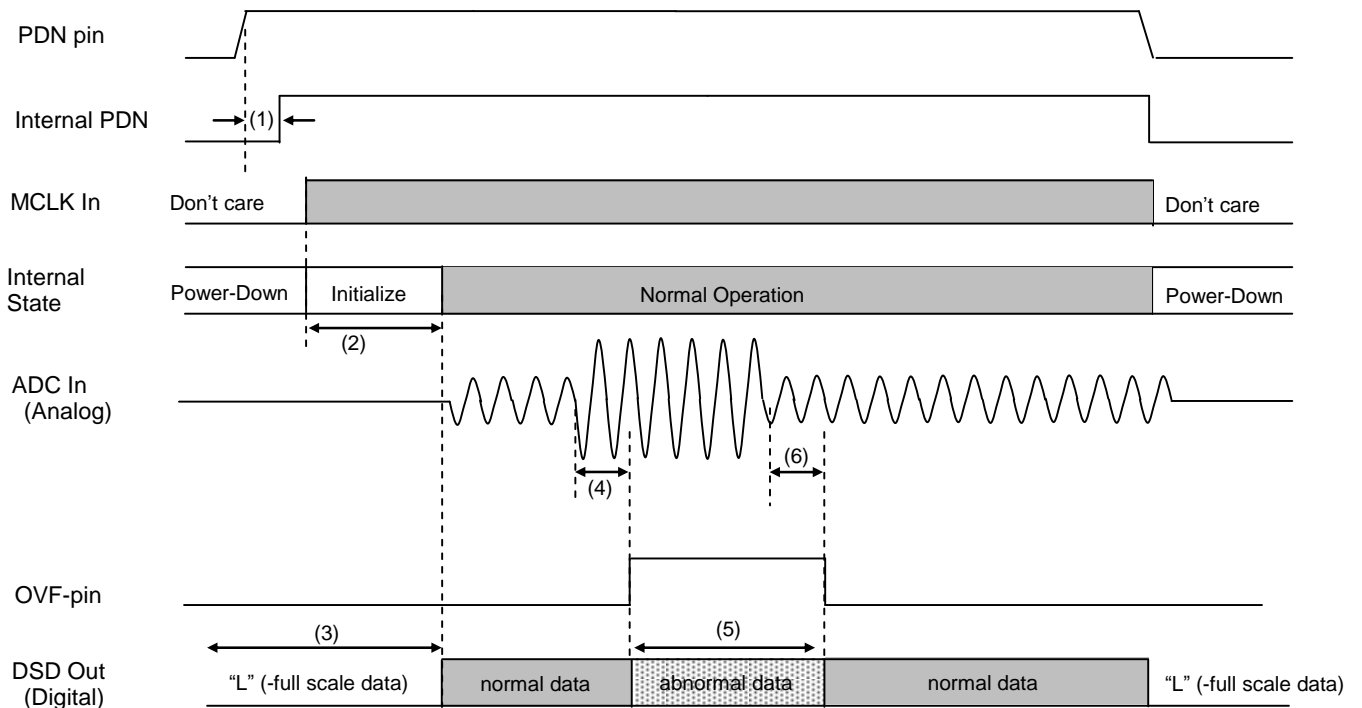 PDN pin
Internal PDN
(1)
MCLK In
Don't care
Don't care
Internal
State
Power-Down
Initialize
Normal Operation
Power-Down
(2)
ADC In
(Analog)
(4)
(6)
OVF-pin
(3)
(5)
DSD Out
(Digital)
“L” (-full scale data)
normal data
abnormal data
normal data
“L” (-full scale data)